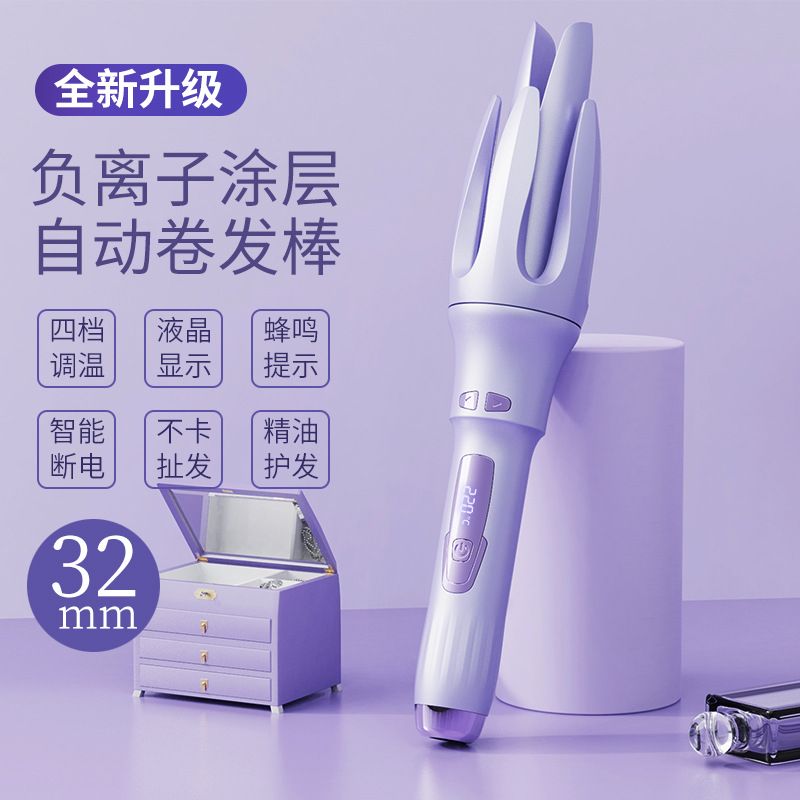 全新升级
负离子涂层
自动卷发棒
四档
调温
液晶
显示
蜂鸣
提示
智能
断电
不卡
扯发
精油
护发
32
mm
220℃